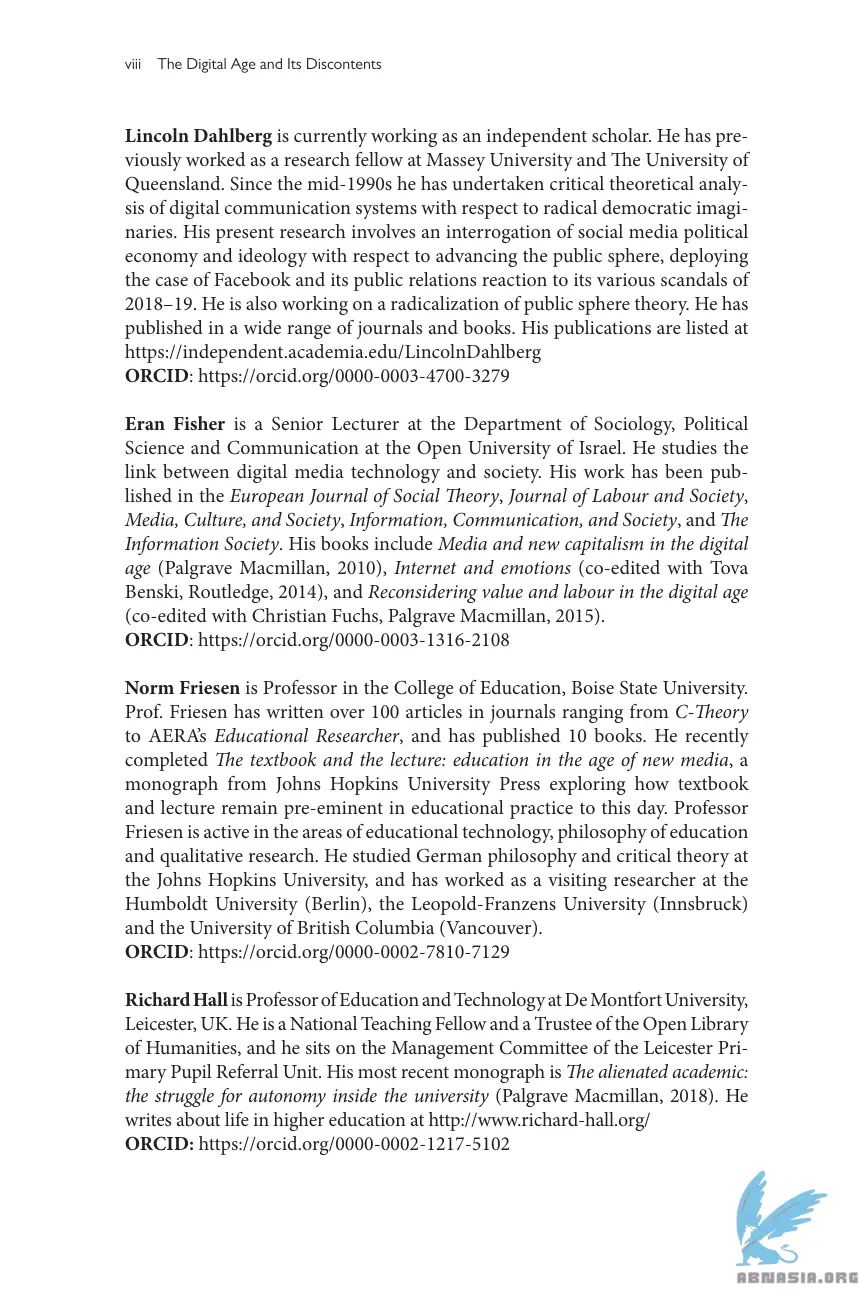 viii The Digital Age and Its Discontents
Lincoln Dahlberg is currently working as an independent scholar. He has pre-
viously worked as a research fellow at Massey University and The University of
Queensland. Since the mid-1990s he has undertaken critical theoretical analy-
sis of digital communication systems with respect to radical democratic imagi-
naries. His present research involves an interrogation of social media political
economy and ideology with respect to advancing the public sphere, deploying
the case of Facebook and its public relations reaction to its various scandals of
2018–19. He is also working on a radicalization of public sphere theory. He has
published in a wide range of journals and books. His publications are listed at
https://independent.academia.edu/LincolnDahlberg
ORCID: https://orcid.org/0000-0003-4700-3279
Eran Fisher is a Senior Lecturer at the Department of Sociology, Political
Science and Communication at the Open University of Israel. He studies the
link between digital media technology and society. His work has been pub-
lished in the European Journal of Social Theory, Journal of Labour and Society,
Media, Culture, and Society, Information, Communication, and Society, and The
Information Society. His books include Media and new capitalism in the digital
age (Palgrave Macmillan, 2010), Internet and emotions (co-edited with Tova
Benski, Routledge, 2014), and Reconsidering value and labour in the digital age
(co-edited with Christian Fuchs, Palgrave Macmillan, 2015).
ORCID: https://orcid.org/0000-0003-1316-2108
Norm Friesen is Professor in the College of Education, Boise State University.
Prof. Friesen has written over 100 articles in journals ranging from C-Theory
to AERA’s Educational Researcher, and has published 10 books. He recently
completed The textbook and the lecture: education in the age of new media, a
monograph from Johns Hopkins University Press exploring how textbook
and lecture remain pre-eminent in educational practice to this day. Professor
Friesen is active in the areas of educational technology, philosophy of education
and qualitative research. He studied German philosophy and critical theory at
the Johns Hopkins University, and has worked as a visiting researcher at the
Humboldt University (Berlin), the Leopold-Franzens University (Innsbruck)
and the University of British Columbia (Vancouver).
ORCID: https://orcid.org/0000-0002-7810-7129
Richard Hall is Professor of Education and Technology at De Montfort University,
Leicester, UK. He is a National Teaching Fellow and a Trustee of the Open Library
of Humanities, and he sits on the Management Committee of the Leicester Pri-
mary Pupil Referral Unit. His most recent monograph is The alienated academic:
the struggle for autonomy inside the university (Palgrave Macmillan, 2018). He
writes about life in higher education at http://www.richard-hall.org/
ORCID: https://orcid.org/0000-0002-1217-5102
ABNASIA.ORG